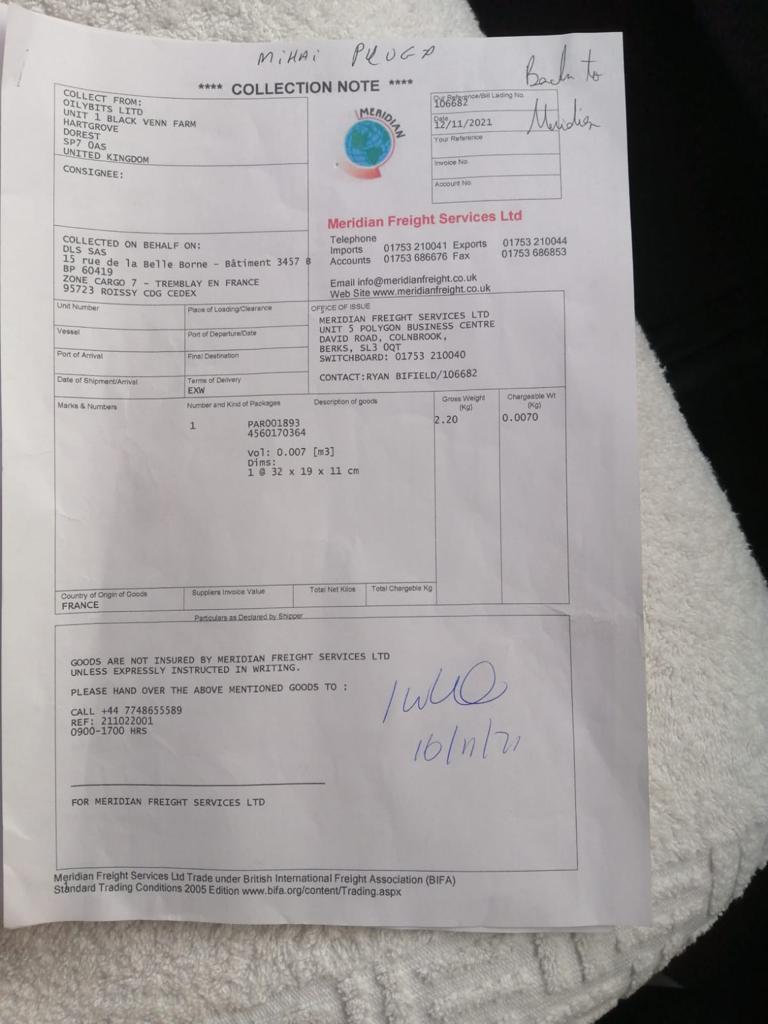 MiHAi PRUGA
Back to
Meridian
**** COLLECTION NOTE ****
COLLECT FROM:
OILYBITS LITD
UNIT 1 BLACK VENN FARM
HARTGROVE
DOREST
SP7 0AS
UNITED KINGDOM
CONSIGNEE:
MERIDIAN
Our Reference/Bill Lading No.
106682
Date
12/11/2021
Your Reference
Invoice No.
Account No.
Meridian Freight Services Ltd
Telephone
Imports 01753 210041 Exports 01753 210044
Accounts 01753 686676 Fax 01753 686853
Email info@meridianfreight.co.uk
Web Site www.meridianfreight.co.uk
COLLECTED ON BEHALF ON:
DLS SAS
15 rue de la Belle Borne - Bâtiment 3457 B
BP 60419
ZONE CARGO 7 - TREMBLAY EN FRANCE
95723 ROISSY CDG CEDEX
Unit Number
Place of Loading/Clearance
Vessel
Port of Departure/Date
Port of Arrival
Final Destination
Date of Shipment/Arrival
Terms of Delivery
EXW
OFFICE OF ISSUE
MERIDIAN FREIGHT SERVICES LTD
UNIT 5 POLYGON BUSINESS CENTRE
DAVID ROAD, COLNBROOK,
BERKS, SL3 0QT
SWITCHBOARD: 01753 210040
CONTACT:RYAN BIFIELD/106682
Marks & Numbers
Number and Kind of Packages
Description of goods
Gross Weight (Kg)
Chargeable Wt (Kg)
1 PAR001893 2.20 0.0070
4560170364
Vol: 0.007 [m3]
Dims:
1 @ 32 x 19 x 11 cm
Country of Origin of Goods
FRANCE
Suppliers Invoice Value
Total Net Kilos
Total Chargeable Kg
Particulars as Declared by Shipper
GOODS ARE NOT INSURED BY MERIDIAN FREIGHT SERVICES LTD
UNLESS EXPRESSLY INSTRUCTED IN WRITING.
PLEASE HAND OVER THE ABOVE MENTIONED GOODS TO :
CALL +44 7748655589
REF: 211022001
0900-1700 HRS
16/11/21
FOR MERIDIAN FREIGHT SERVICES LTD
Meridian Freight Services Ltd Trade under British International Freight Association (BIFA)
Standard Trading Conditions 2005 Edition www.bifa.org/content/Trading.aspx